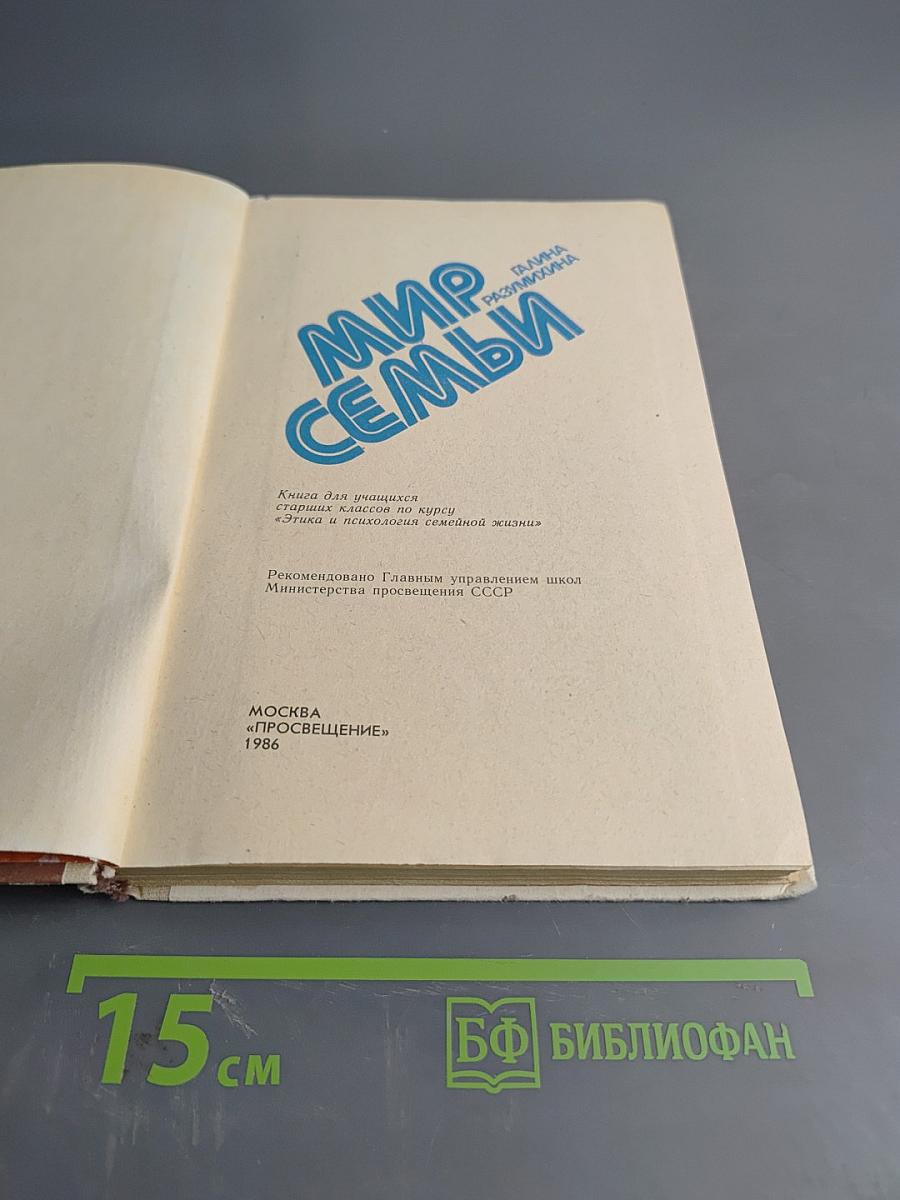 ГАЛИНА
РАЗУМИХИНА
МИР
СЕМЬИ
Книга для учащихся
старших классов по курсу
«Этика и психология семейной жизни»
Рекомендовано Главным управлением школ
Министерства просвещения СССР
МОСКВА
«ПРОСВЕЩЕНИЕ»
1986
15 см
БФ БИБЛИОФАН